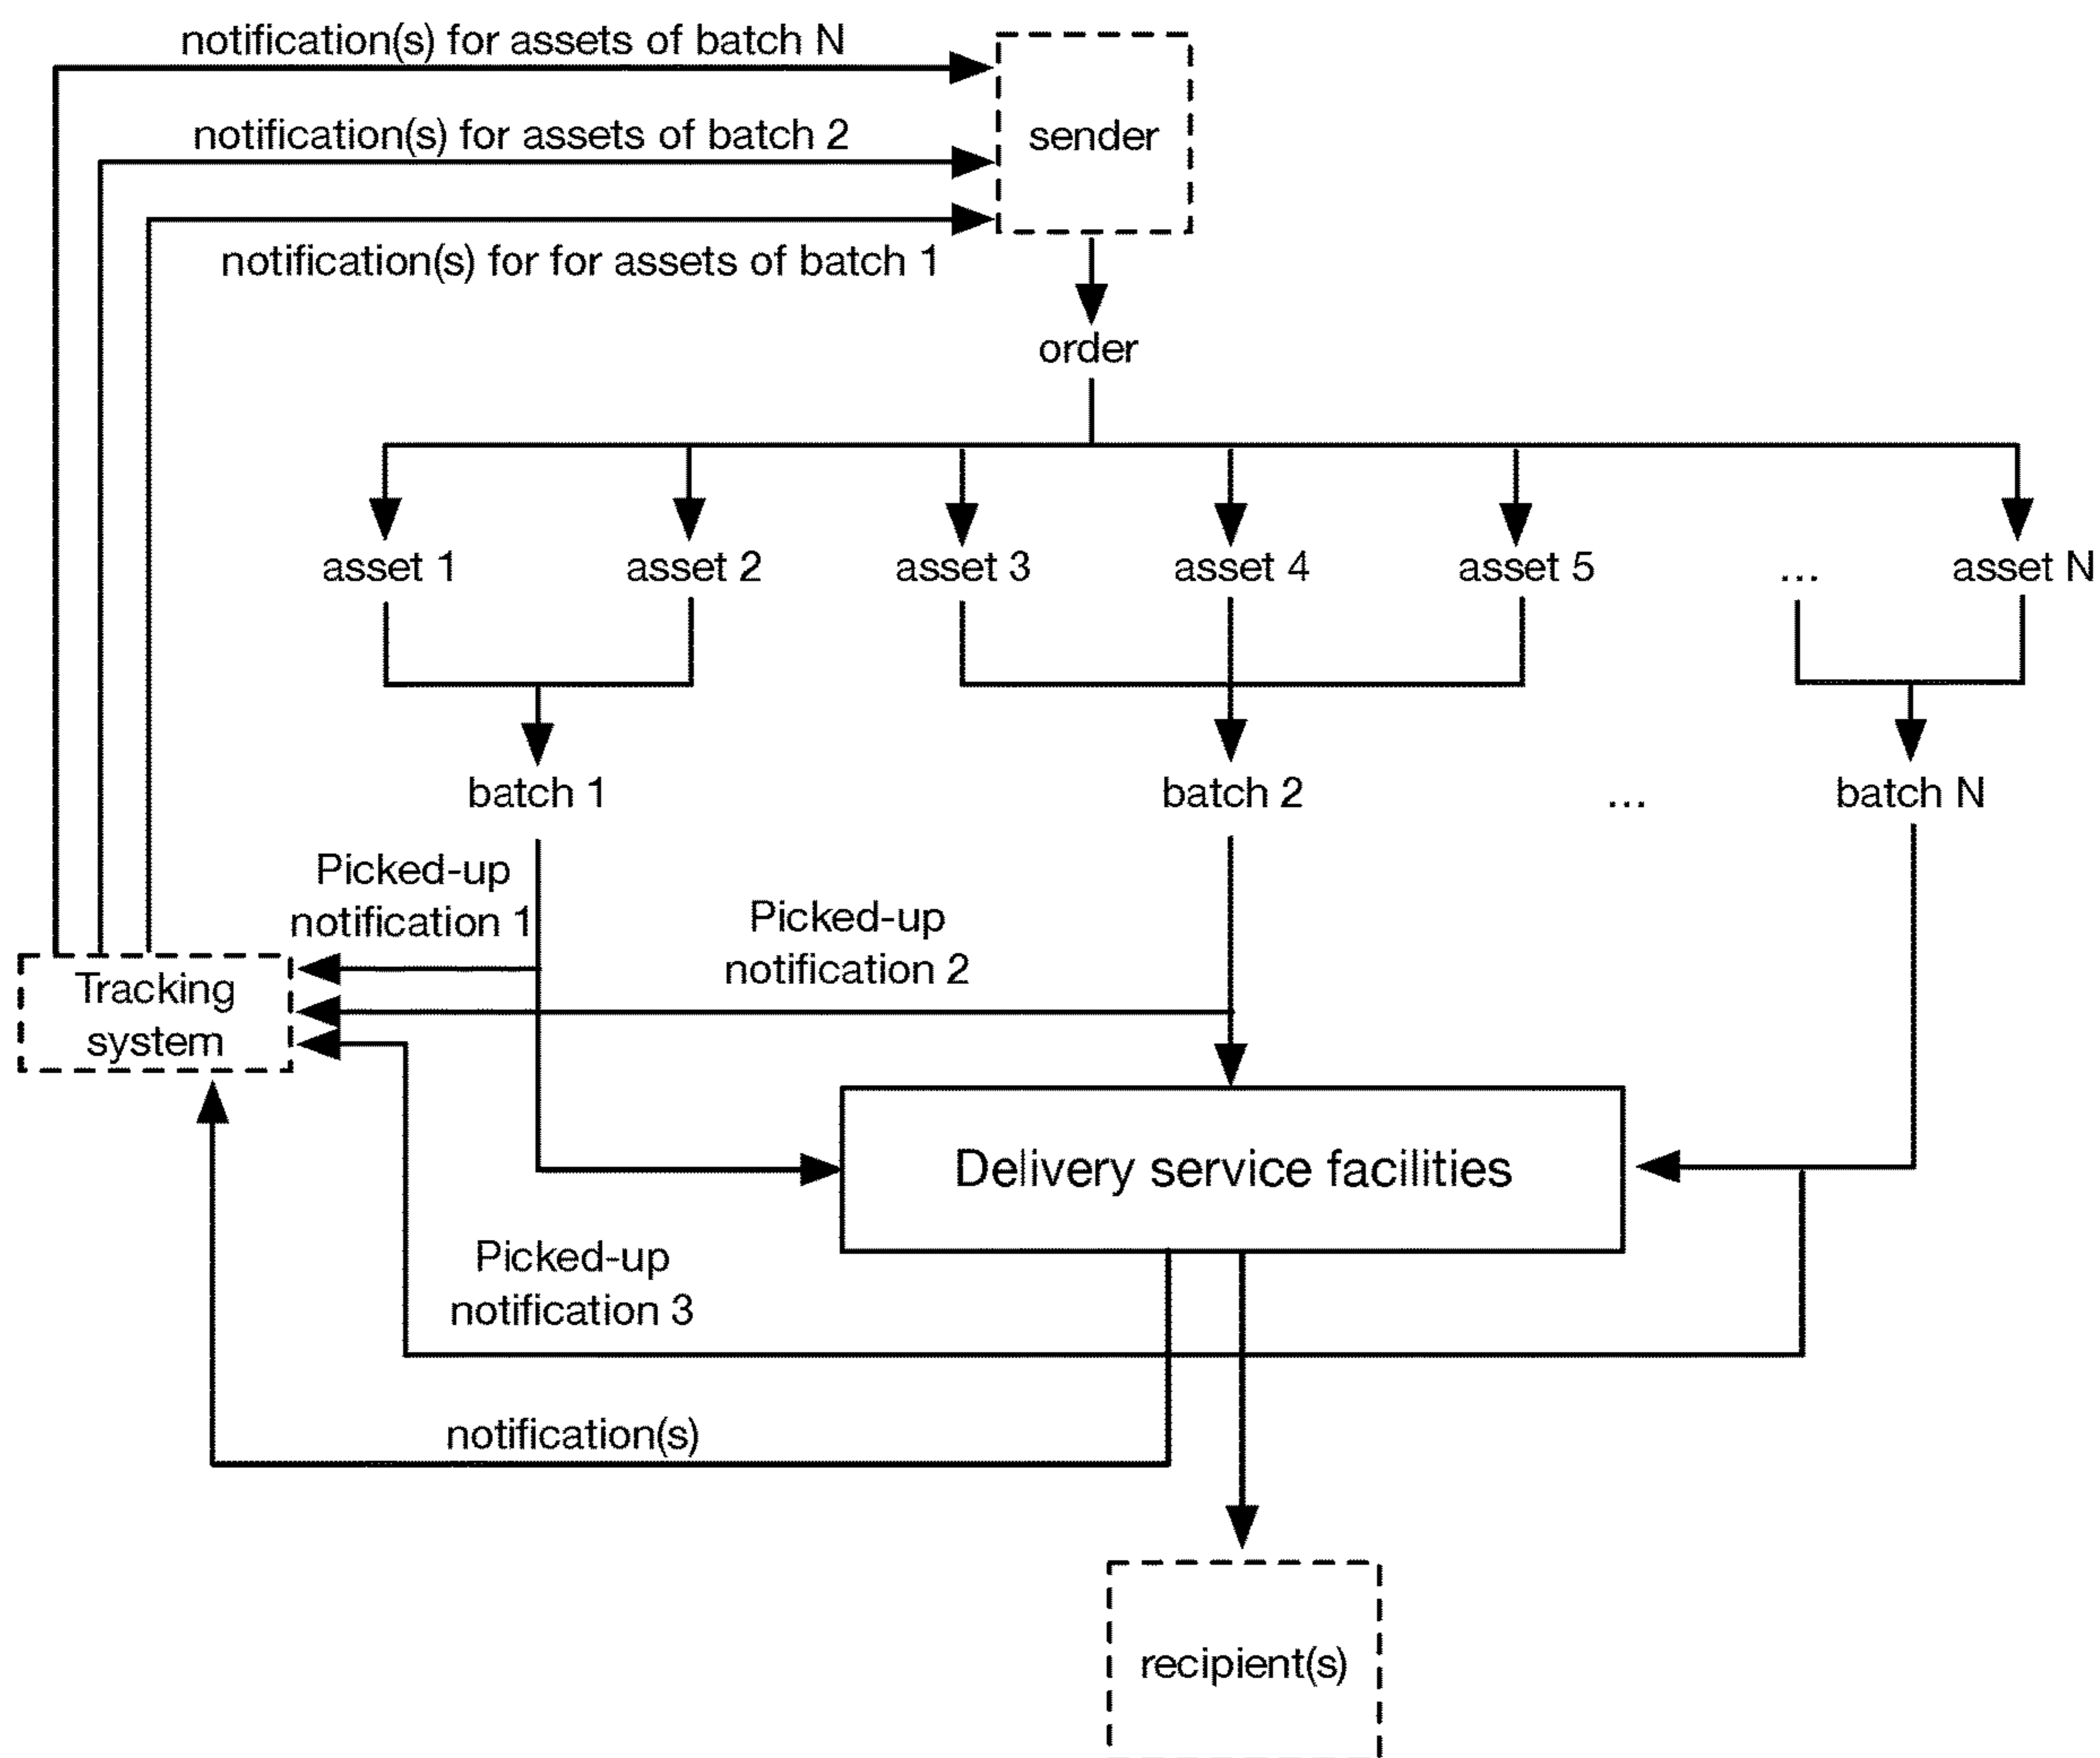 notification(s) for assets of batch N
notification(s) for assets of batch 2
sender
notification(s) for for assets of batch 1
order
asset 1
asset 2
asset 3
asset 4
asset 5
...
asset N
batch 1
batch 2
...
batch N
Picked-up
notification 1
Picked-up
notification 2
Tracking
system
Delivery service facilities
Picked-up
notification 3
notification(s)
recipient(s)